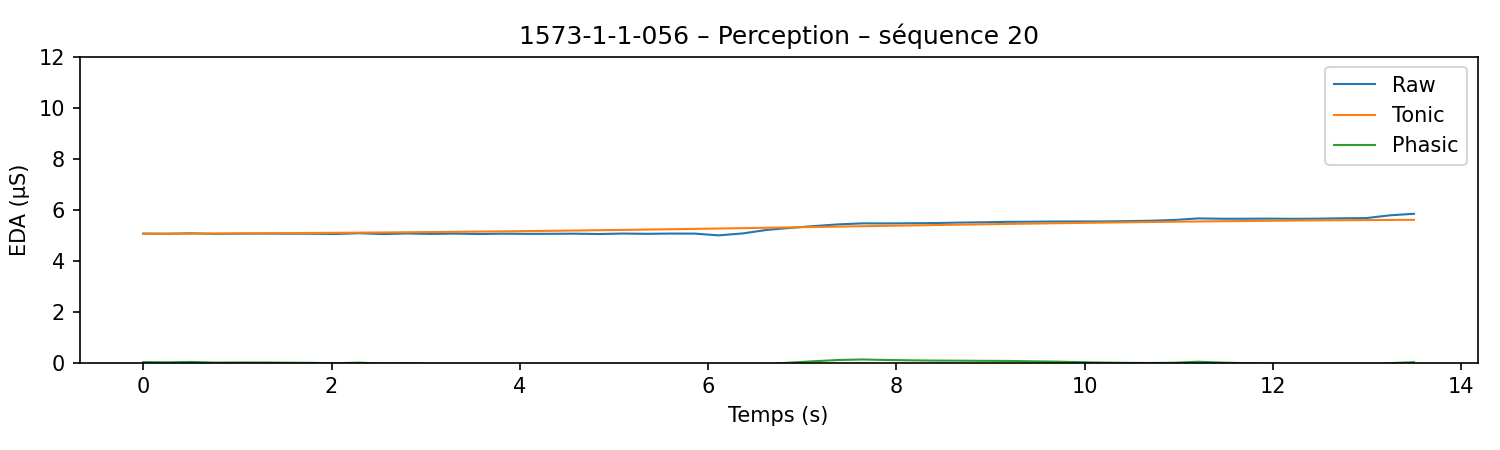 1573-1-1-056 – Perception – séquence 20
EDA (µS)
12
10
8
6
4
2
0
Raw
Tonic
Phasic
0 2 4 6 8 10 12 14
Temps (s)